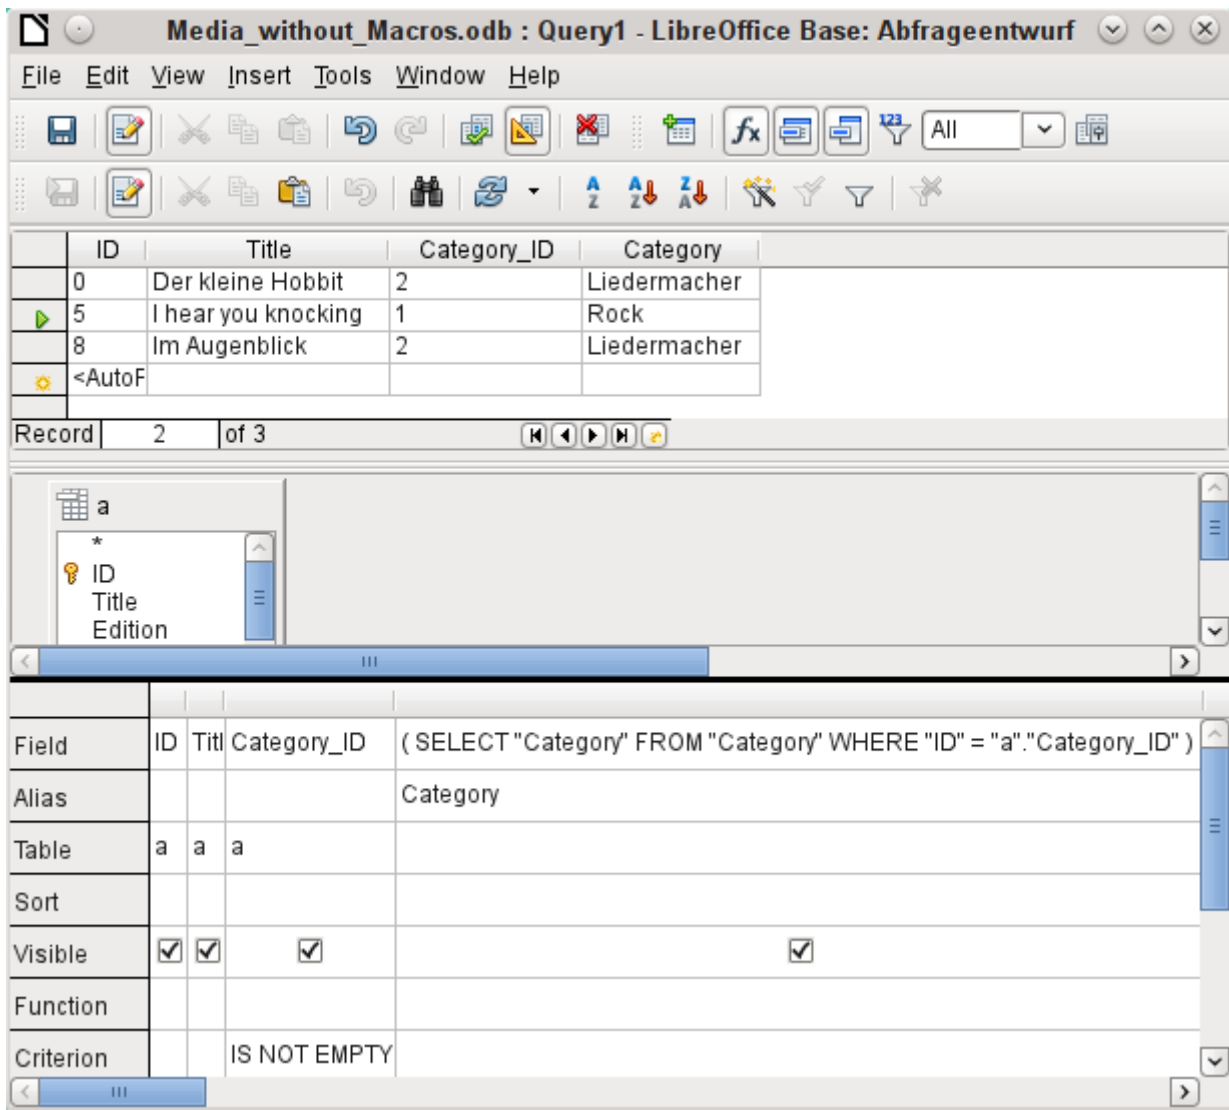 Media_without_Macros.odb : Query1 - LibreOffice Base: Abfrageentwurf
File Edit View Insert Tools Window Help
fx 123 All
A Z A Z Z A
ID Title Category_ID Category
0 Der kleine Hobbit 2 Liedermacher
5 I hear you knocking 1 Rock
8 Im Augenblick 2 Liedermacher
<AutoF
Record 2 of 3
a
*
ID
Title
Edition
Field ID Titl Category_ID ( SELECT "Category" FROM "Category" WHERE "ID" = "a"."Category_ID" )
Alias Category
Table a a a
Sort
Visible
Function
Criterion IS NOT EMPTY